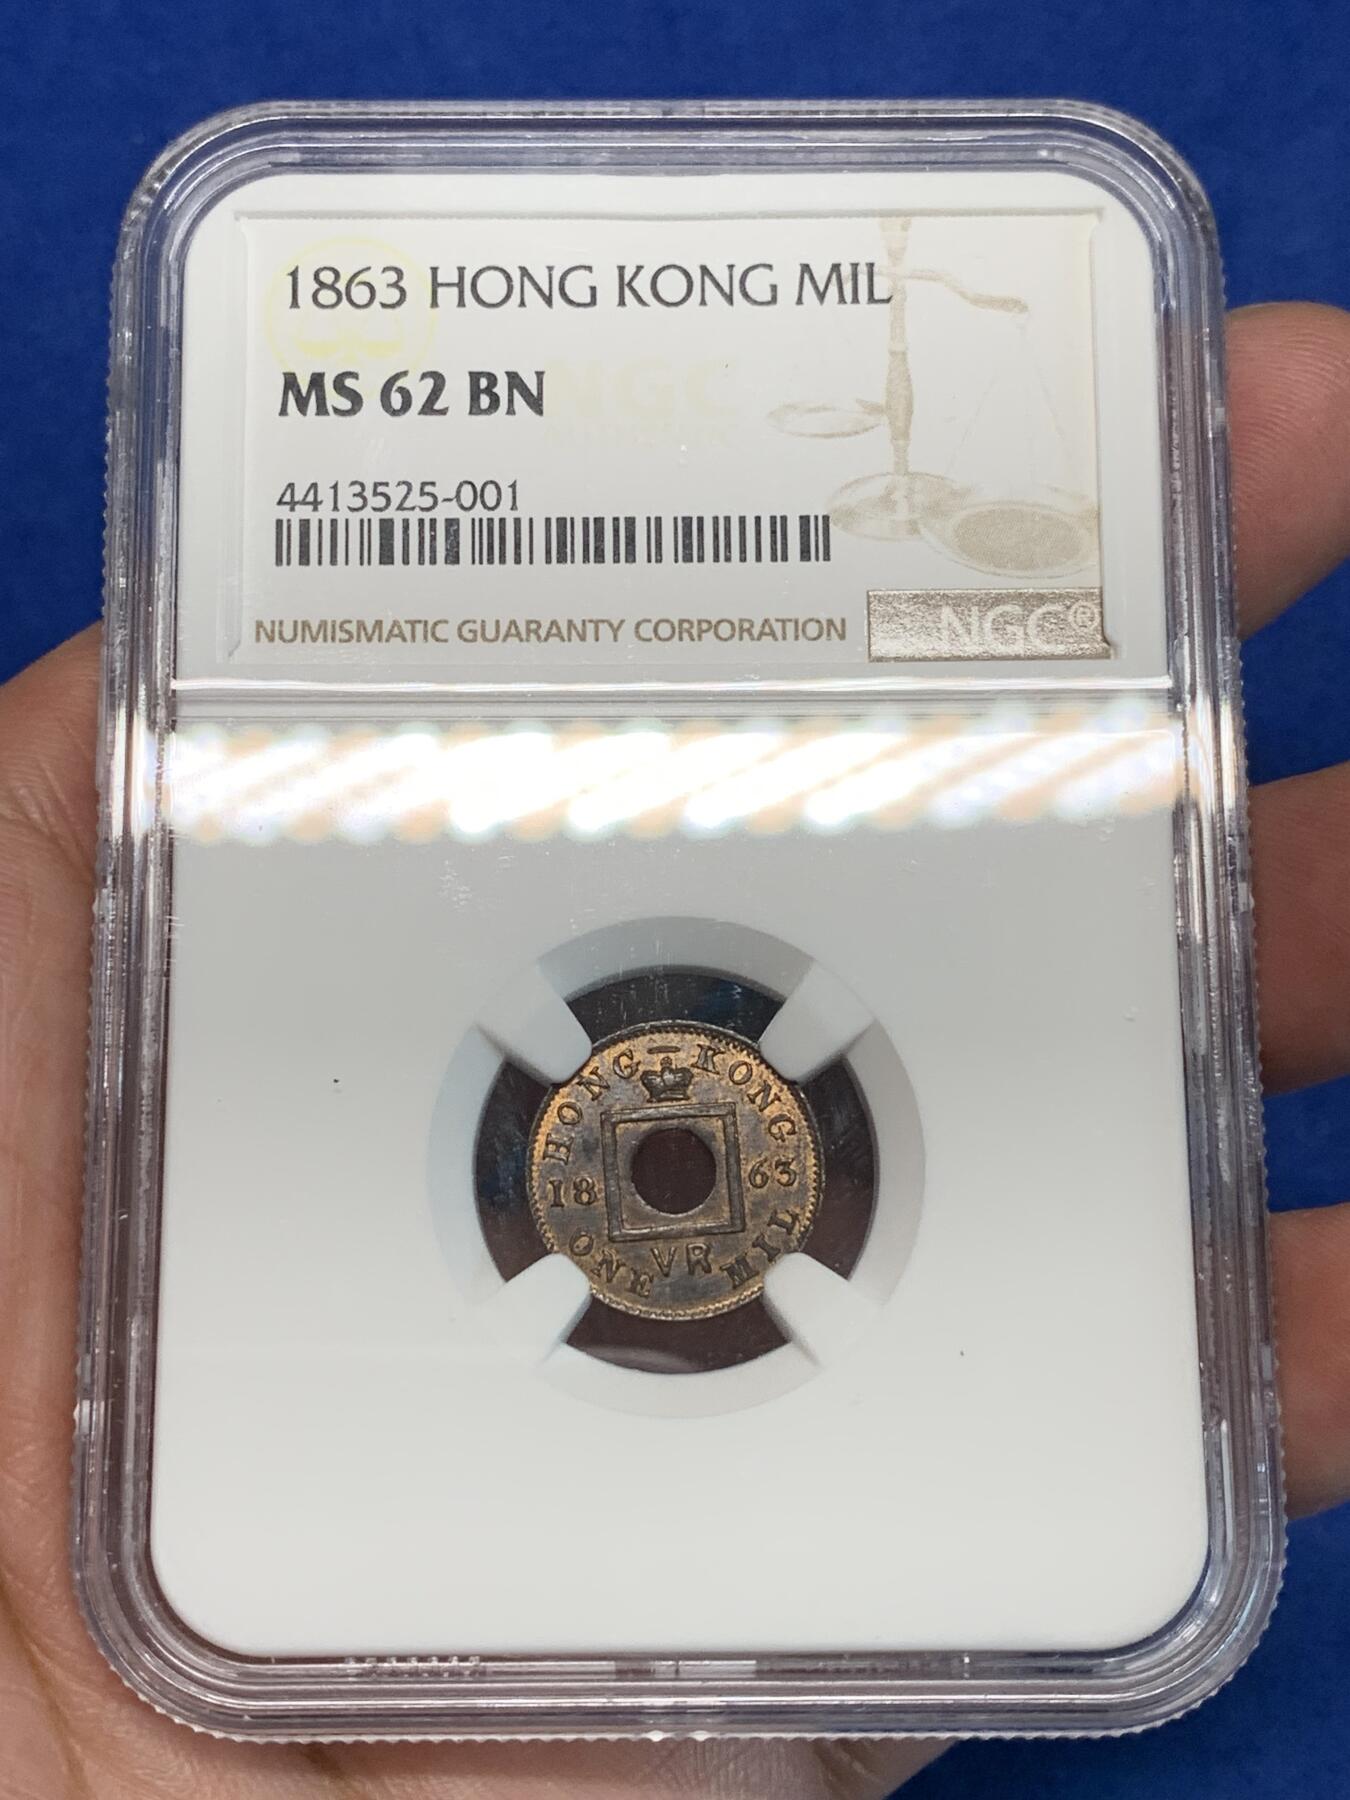 1863 HONG KONG MIL
MS 62 BN
NGC
4413525-001
NUMISMATIC GUARANTY CORPORATION
NGC®
HONG-KONG
18 63
ONE MIL
VR